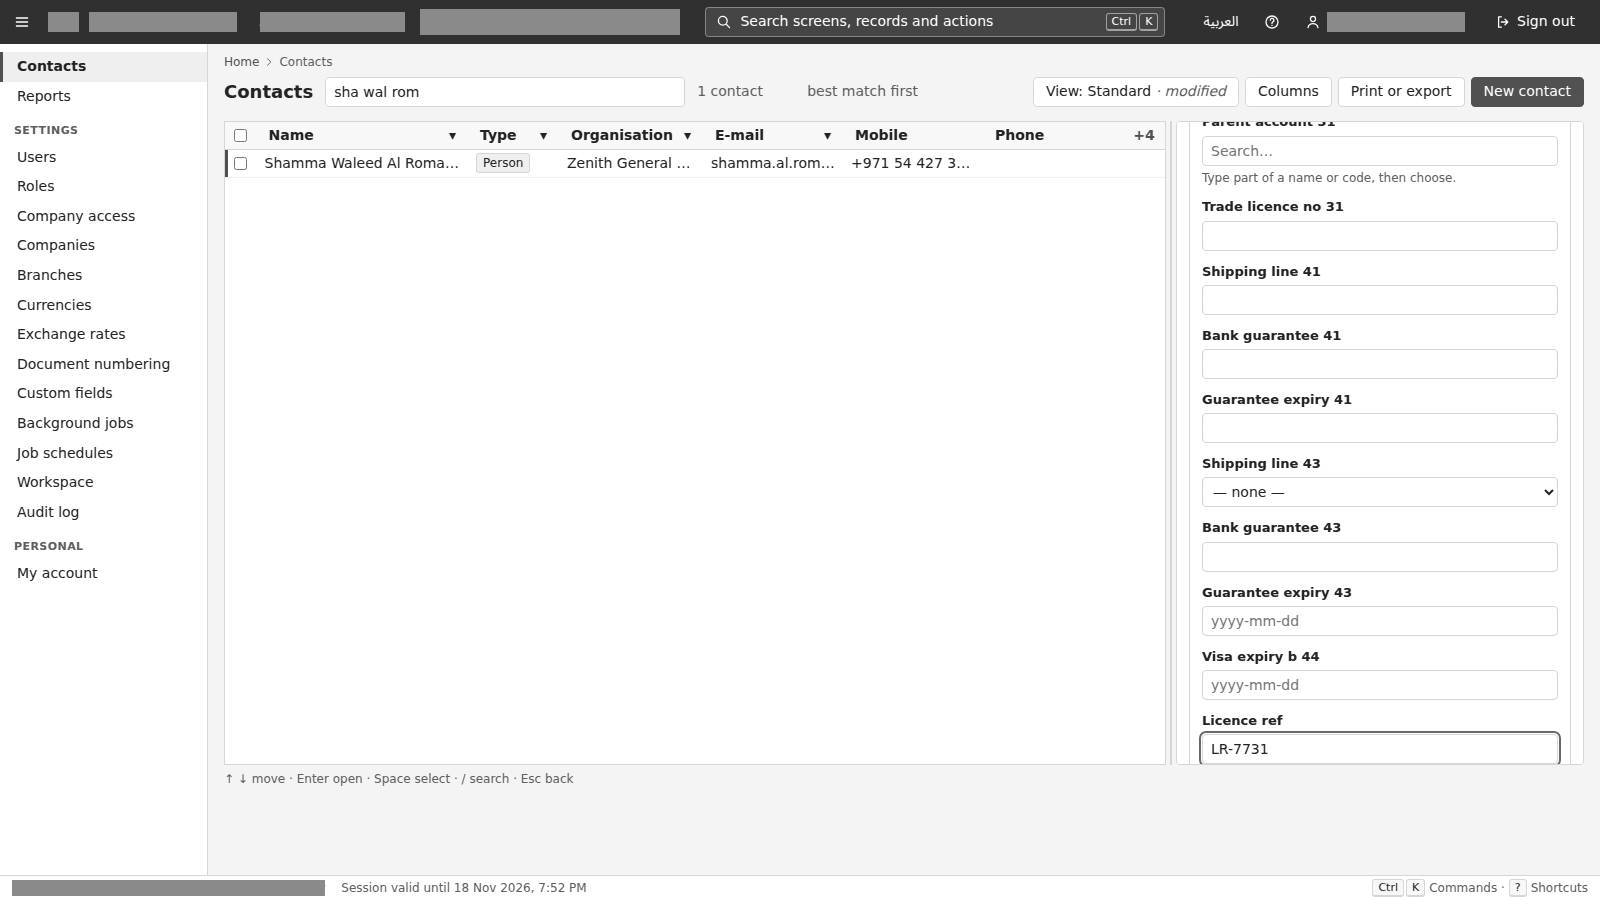 Search screens, records and actions Ctrl K العربية Sign out
Contacts
Reports
SETTINGS
Users
Roles
Company access
Companies
Branches
Currencies
Exchange rates
Document numbering
Custom fields
Background jobs
Job schedules
Workspace
Audit log
PERSONAL
My account
Home > Contacts
Contacts sha wal rom 1 contact best match first View: Standard · modified Columns Print or export New contact
Name ▼ Type ▼ Organisation ▼ E-mail ▼ Mobile Phone +4
Shamma Waleed Al Roma… Person Zenith General … shamma.al.rom… +971 54 427 3…
↑ ↓ move · Enter open · Space select · / search · Esc back
Parent account 31
Search…
Type part of a name or code, then choose.
Trade licence no 31
Shipping line 41
Bank guarantee 41
Guarantee expiry 41
Shipping line 43
— none —
Bank guarantee 43
Guarantee expiry 43
yyyy-mm-dd
Visa expiry b 44
yyyy-mm-dd
Licence ref
LR-7731
Session valid until 18 Nov 2026, 7:52 PM Ctrl K Commands · ? Shortcuts